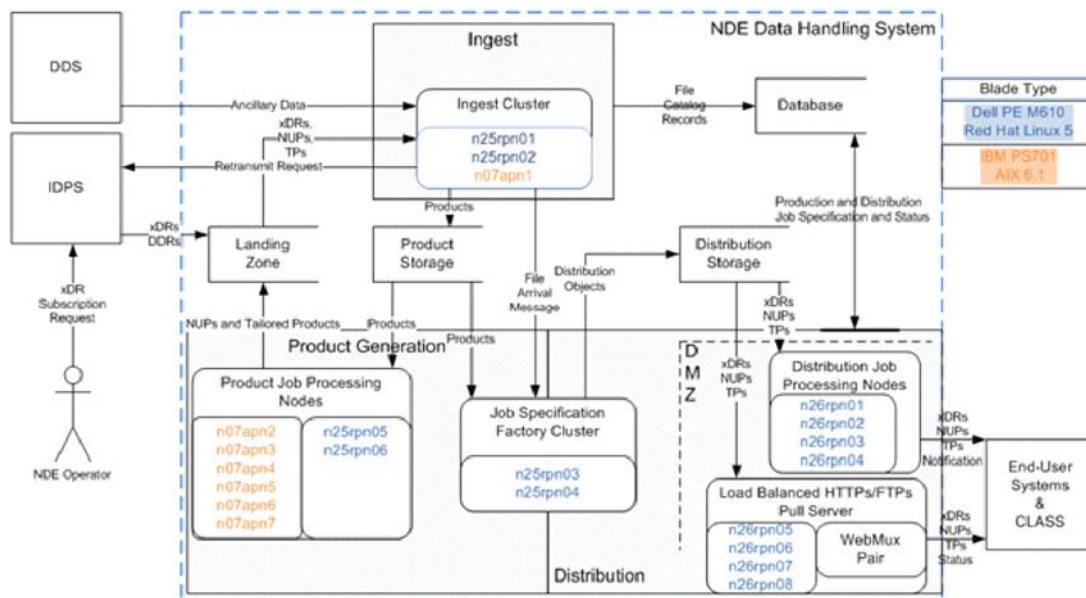 NDE Data Handling System
DDS
Ingest
Ancillary Data
Ingest Cluster
n25rpn01
n25rpn02
n07apn1
File
Catalog
Records
Database
Blade Type
Dell PE M610
Red Hat Linux 5
IBM PS701
AIX 6.1
xDRs,
NUPs,
TPs
Retransmit Request
IDPS
xDRs
DDRs
Landing
Zone
Products
Product
Storage
File
Arrival
Message
Distribution
Objects
Distribution
Storage
Production and Distribution
Job Specification and Status
xDR
Subscription
Request
NDE Operator
NUPs and Tailored Products
Products
Products
xDRs
NUPs
TPs
xDRs
NUPs
TPs
Product Generation
Product Job Processing
Nodes
n07apn2
n07apn3
n07apn4
n07apn5
n07apn6
n07apn7
n25rpn05
n25rpn06
Job Specification
Factory Cluster
n25rpn03
n25rpn04
D
M
Z
Distribution Job
Processing Nodes
n26rpn01
n26rpn02
n26rpn03
n26rpn04
xDRs
NUPs
TPs
Notification
Load Balanced HTTPs/FTPs
Pull Server
n26rpn05
n26rpn06
n26rpn07
n26rpn08
WebMux
Pair
xDRs
NUPs
TPs
Status
End-User
Systems
&
CLASS
Distribution